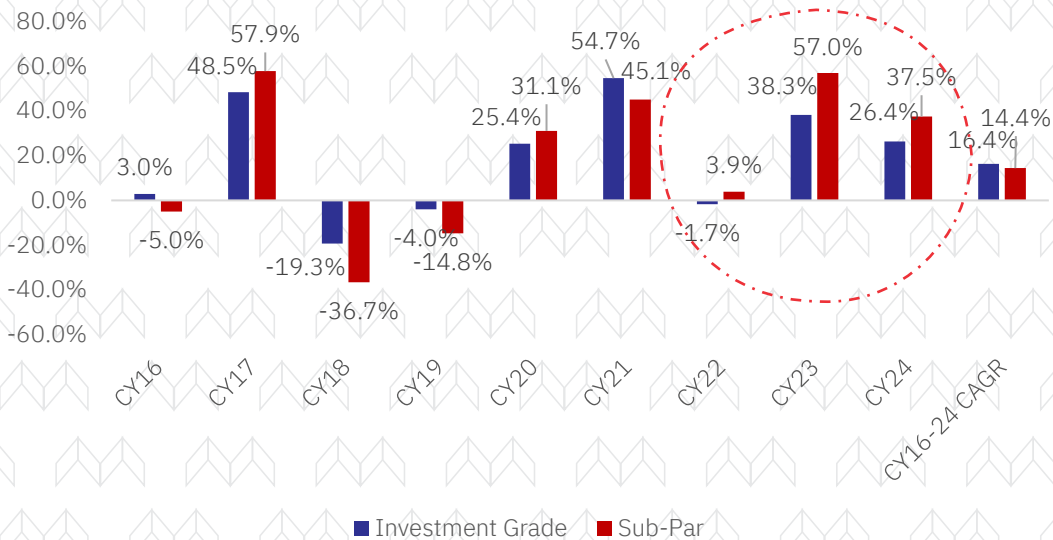 80.0%
60.0%
40.0%
20.0%
0.0%
-20.0%
-40.0%
-60.0%
3.0%
-5.0%
48.5%
57.9%
-19.3%
-36.7%
-4.0%
-14.8%
25.4%
31.1%
54.7%
45.1%
-1.7%
3.9%
38.3%
57.0%
26.4%
37.5%
16.4%
14.4%
CY16
CY17
CY18
CY19
CY20
CY21
CY22
CY23
CY24
CY16-24 CAGR
Investment Grade
Sub-Par